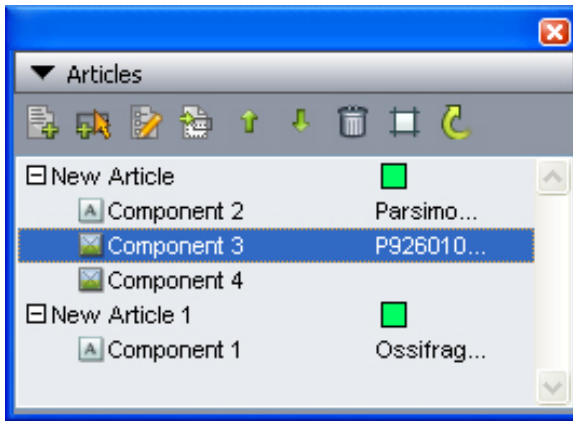 Articles
New Article
A Component 2 Parsimo...
Component 3 P926010...
Component 4
New Article 1
A Component 1 Ossifrag...